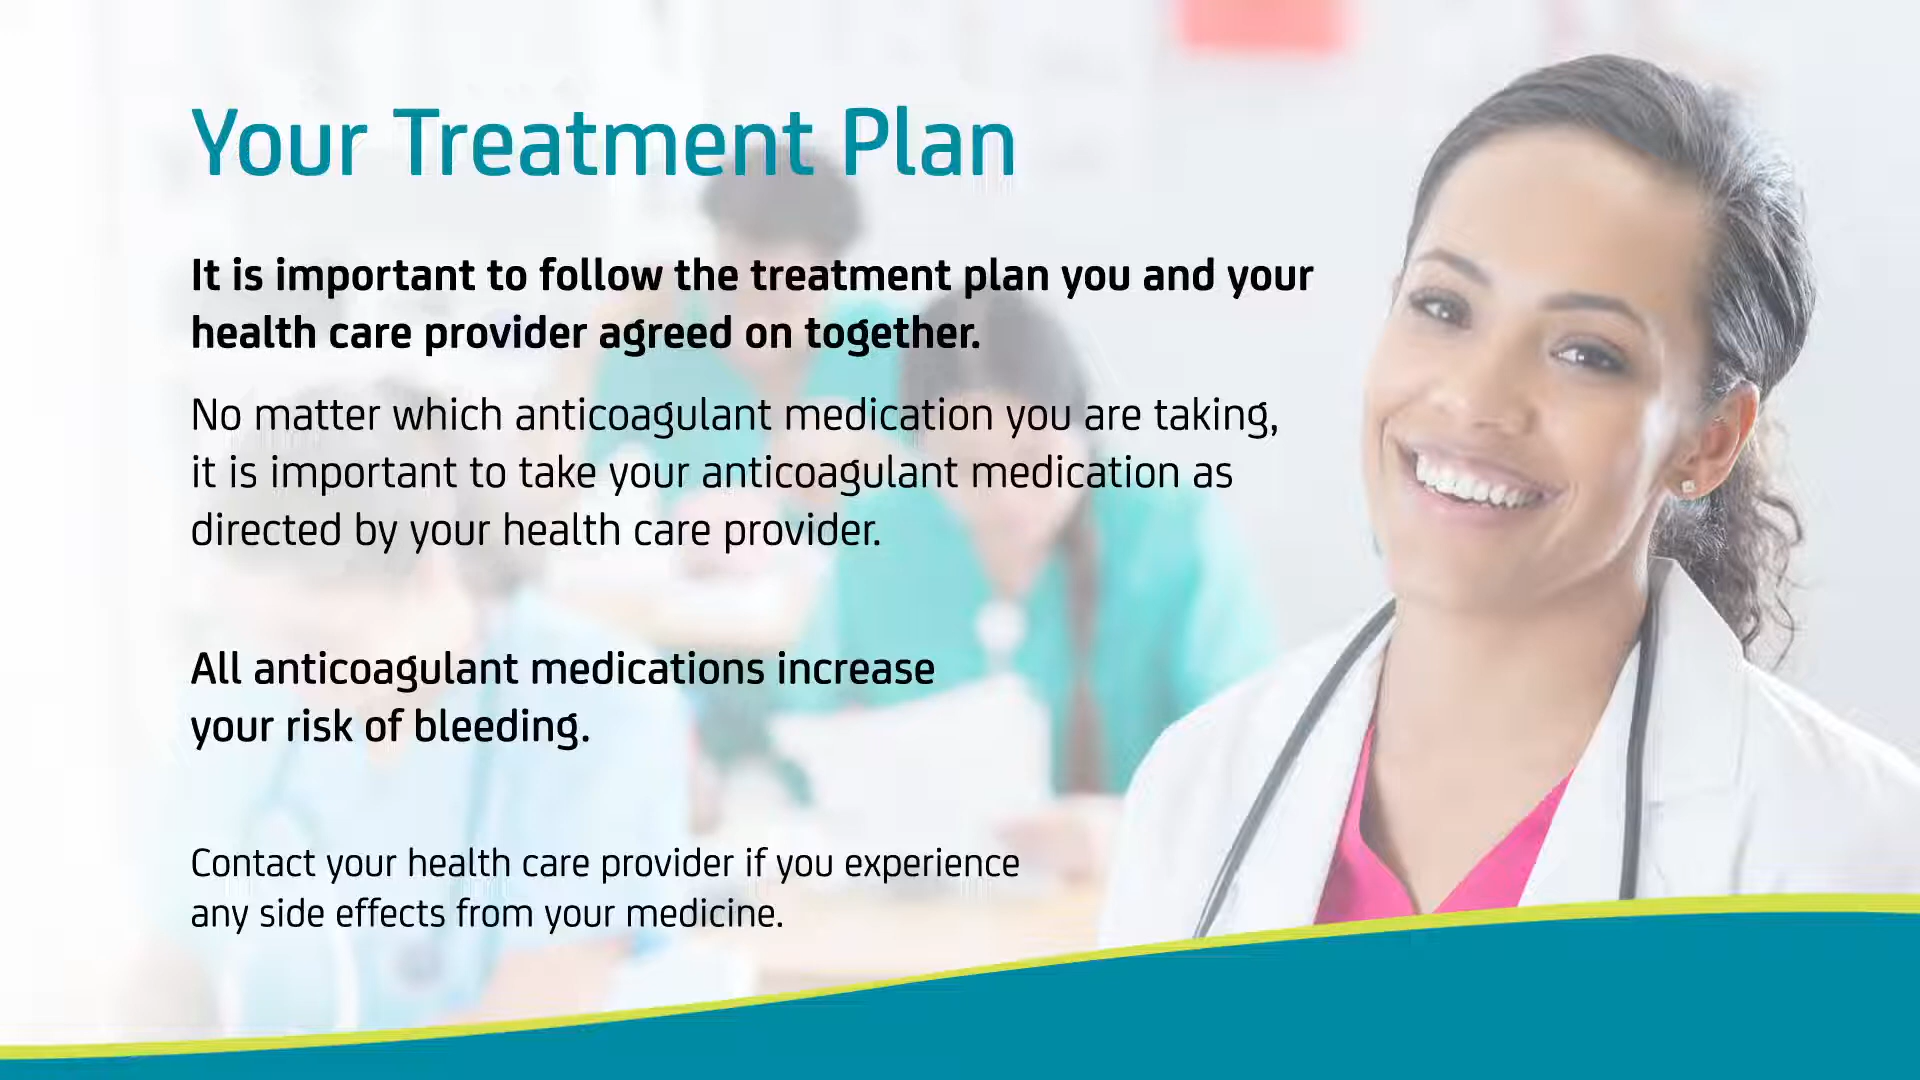 Your Treatment Plan
It is important to follow the treatment plan you and your
health care provider agreed on together.
No matter which anticoagulant medication you are taking,
it is important to take your anticoagulant medication as
directed by your health care provider.
All anticoagulant medications increase
your risk of bleeding.
Contact your health care provider if you experience
any side effects from your medicine.